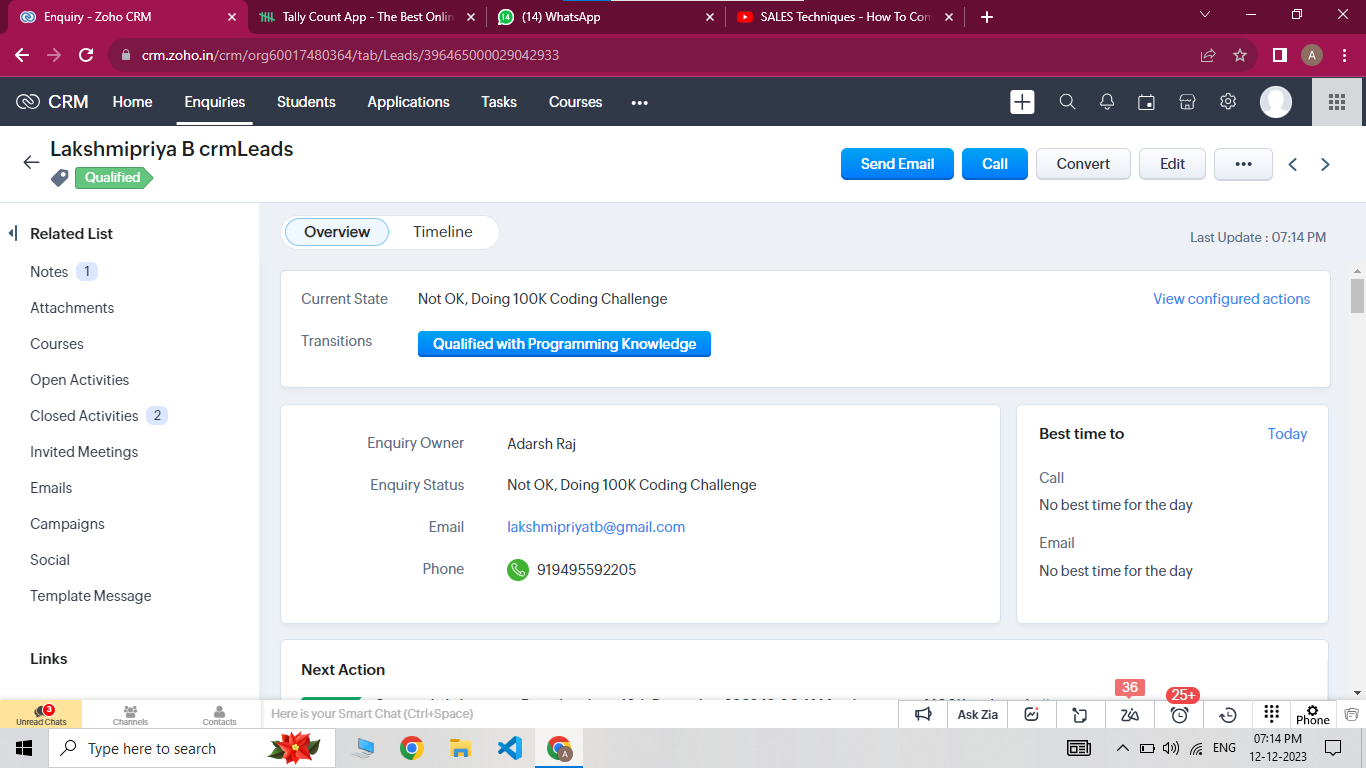 Enquiry - Zoho CRM
Tally Count App - The Best Onlin
(14) WhatsApp
SALES Techniques - How To Con
crm.zoho.in/crm/org60017480364/tab/Leads/396465000029042933
A
CRM Home Enquiries Students Applications Tasks Courses
Lakshmipriya B crmLeads
Qualified
Send Email Call Convert Edit
Related List
Notes 1
Attachments
Courses
Open Activities
Closed Activities 2
Invited Meetings
Emails
Campaigns
Social
Template Message
Links
Overview Timeline
Last Update : 07:14 PM
Current State Not OK, Doing 100K Coding Challenge
View configured actions
Transitions Qualified with Programming Knowledge
Enquiry Owner Adarsh Raj
Enquiry Status Not OK, Doing 100K Coding Challenge
Email lakshmipriyatb@gmail.com
Phone 919495592205
Best time to Today
Call
No best time for the day
Email
No best time for the day
Next Action
36
25+
3
Unread Chats Channels Contacts
Here is your Smart Chat (Ctrl+Space)
Ask Zia
Phone
Type here to search
A
ENG
07:14 PM
12-12-2023